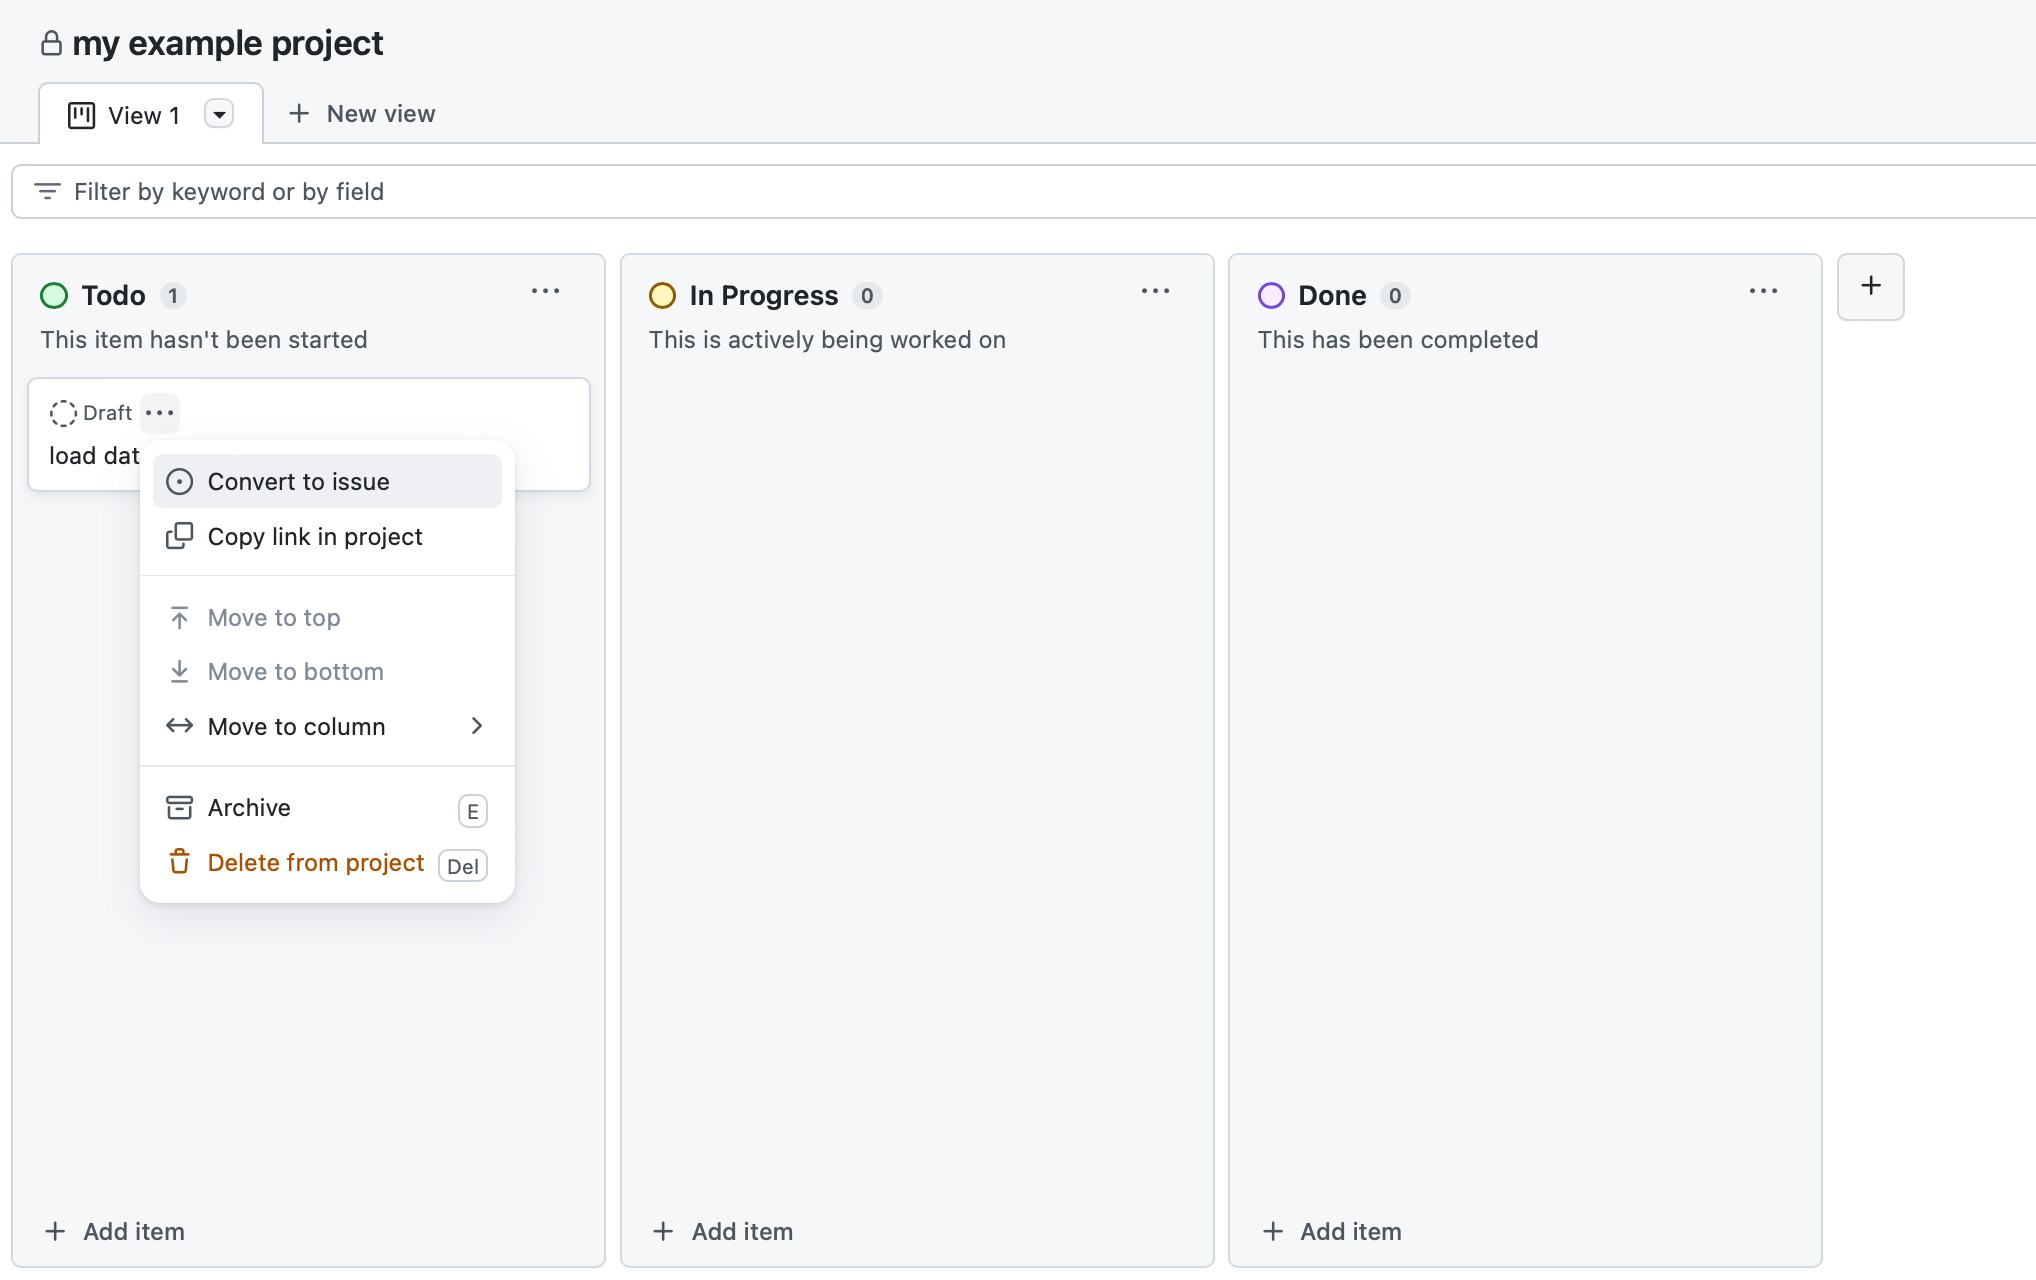 my example project
View 1
New view
Filter by keyword or by field
Todo 1
This item hasn't been started
Draft
load dat
Convert to issue
Copy link in project
Move to top
Move to bottom
Move to column
Archive E
Delete from project Del
Add item
In Progress 0
This is actively being worked on
Add item
Done 0
This has been completed
Add item